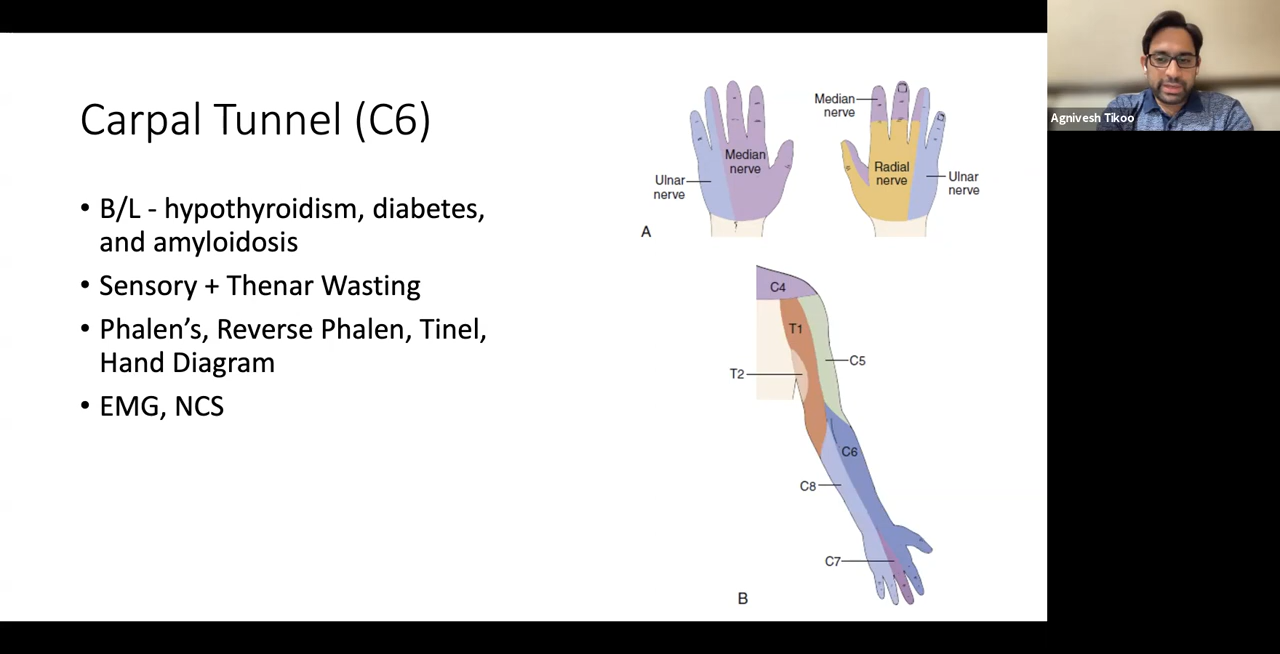 Carpal Tunnel (C6)
• B/L - hypothyroidism, diabetes,
and amyloidosis
• Sensory + Thenar Wasting
• Phalen’s, Reverse Phalen, Tinel,
Hand Diagram
• EMG, NCS
Median
nerve
Ulnar
nerve
Median
nerve
Radial
nerve
Ulnar
nerve
A
C4
T1
C5
T2
C6
C8
C7
B
Agnivesh Tikoo